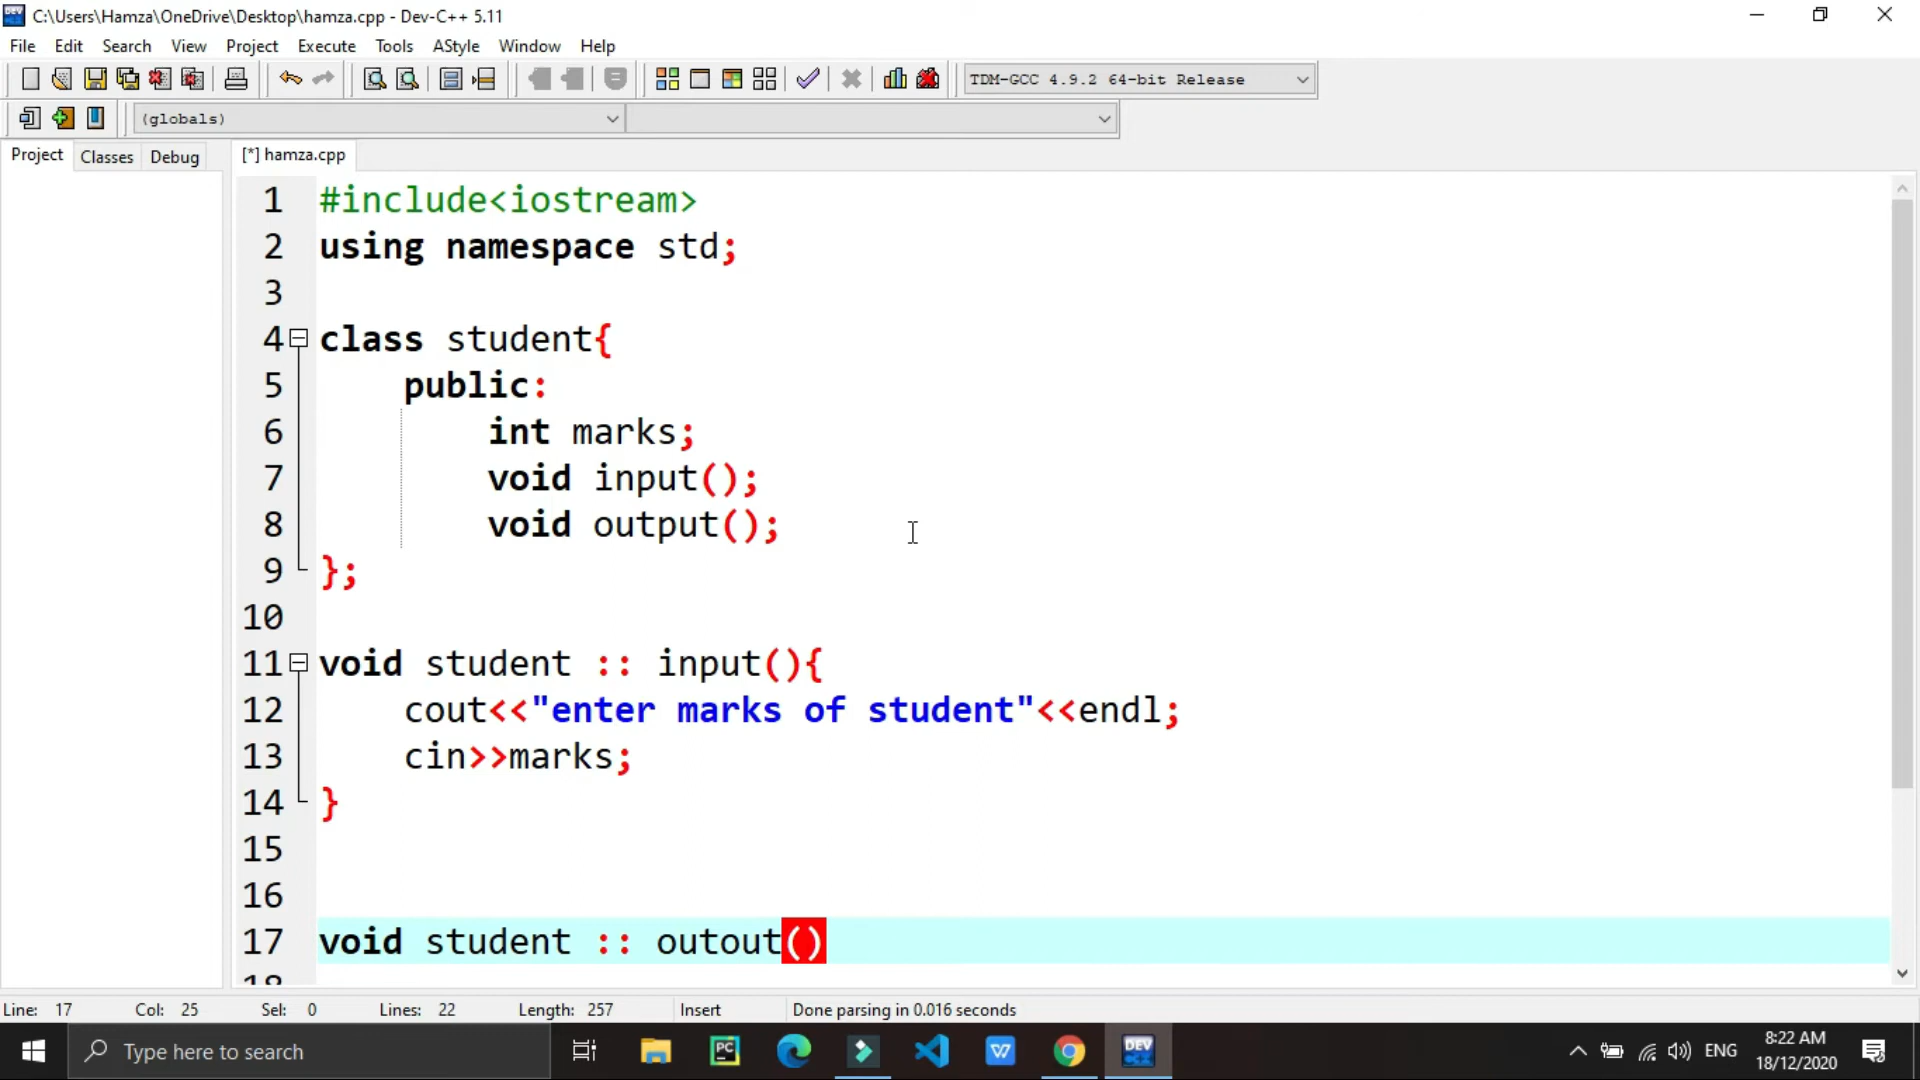 C:\Users\Hamza\OneDrive\Desktop\hamza.cpp - Dev-C++ 5.11
File Edit Search View Project Execute Tools AStyle Window Help
TDM-GCC 4.9.2 64-bit Release
(globals)
Project Classes Debug [*] hamza.cpp
1 #include<iostream>
2 using namespace std;
3
4 class student{
5 public:
6 int marks;
7 void input();
8 void output();
9 };
10
11 void student :: input(){
12 cout<<"enter marks of student"<<endl;
13 cin>>marks;
14 }
15
16
17 void student :: outout()
18
Line: 17 Col: 25 Sel: 0 Lines: 22 Length: 257 Insert Done parsing in 0.016 seconds
Type here to search PC W DEV C++ ENG 8:22 AM
18/12/2020